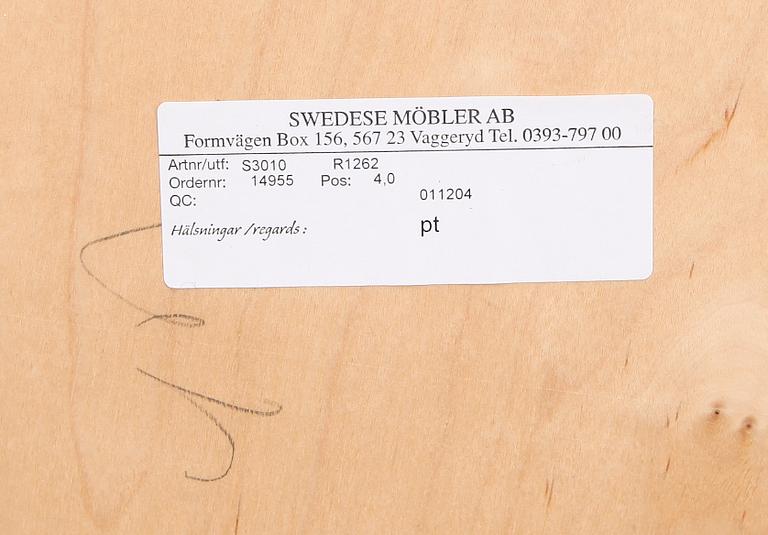 SWEDESE MÖBLER AB
Formvägen Box 156, 567 23 Vaggeryd Tel. 0393-797 00
Artnr/utf: S3010 R1262
Ordernr: 14955 Pos: 4,0
QC: 011204
Hälsningar /regards : pt